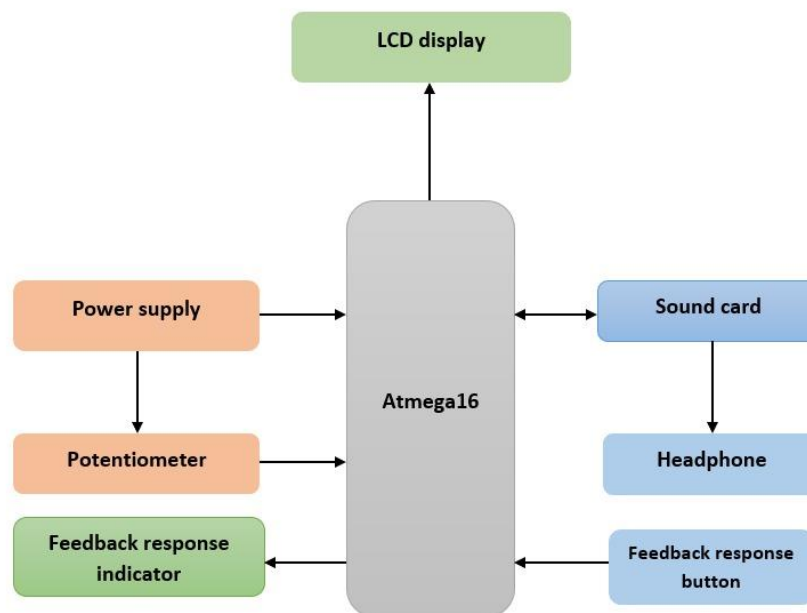 LCD display
Power supply
Sound card
Atmega16
Potentiometer
Headphone
Feedback response
indicator
Feedback response
button